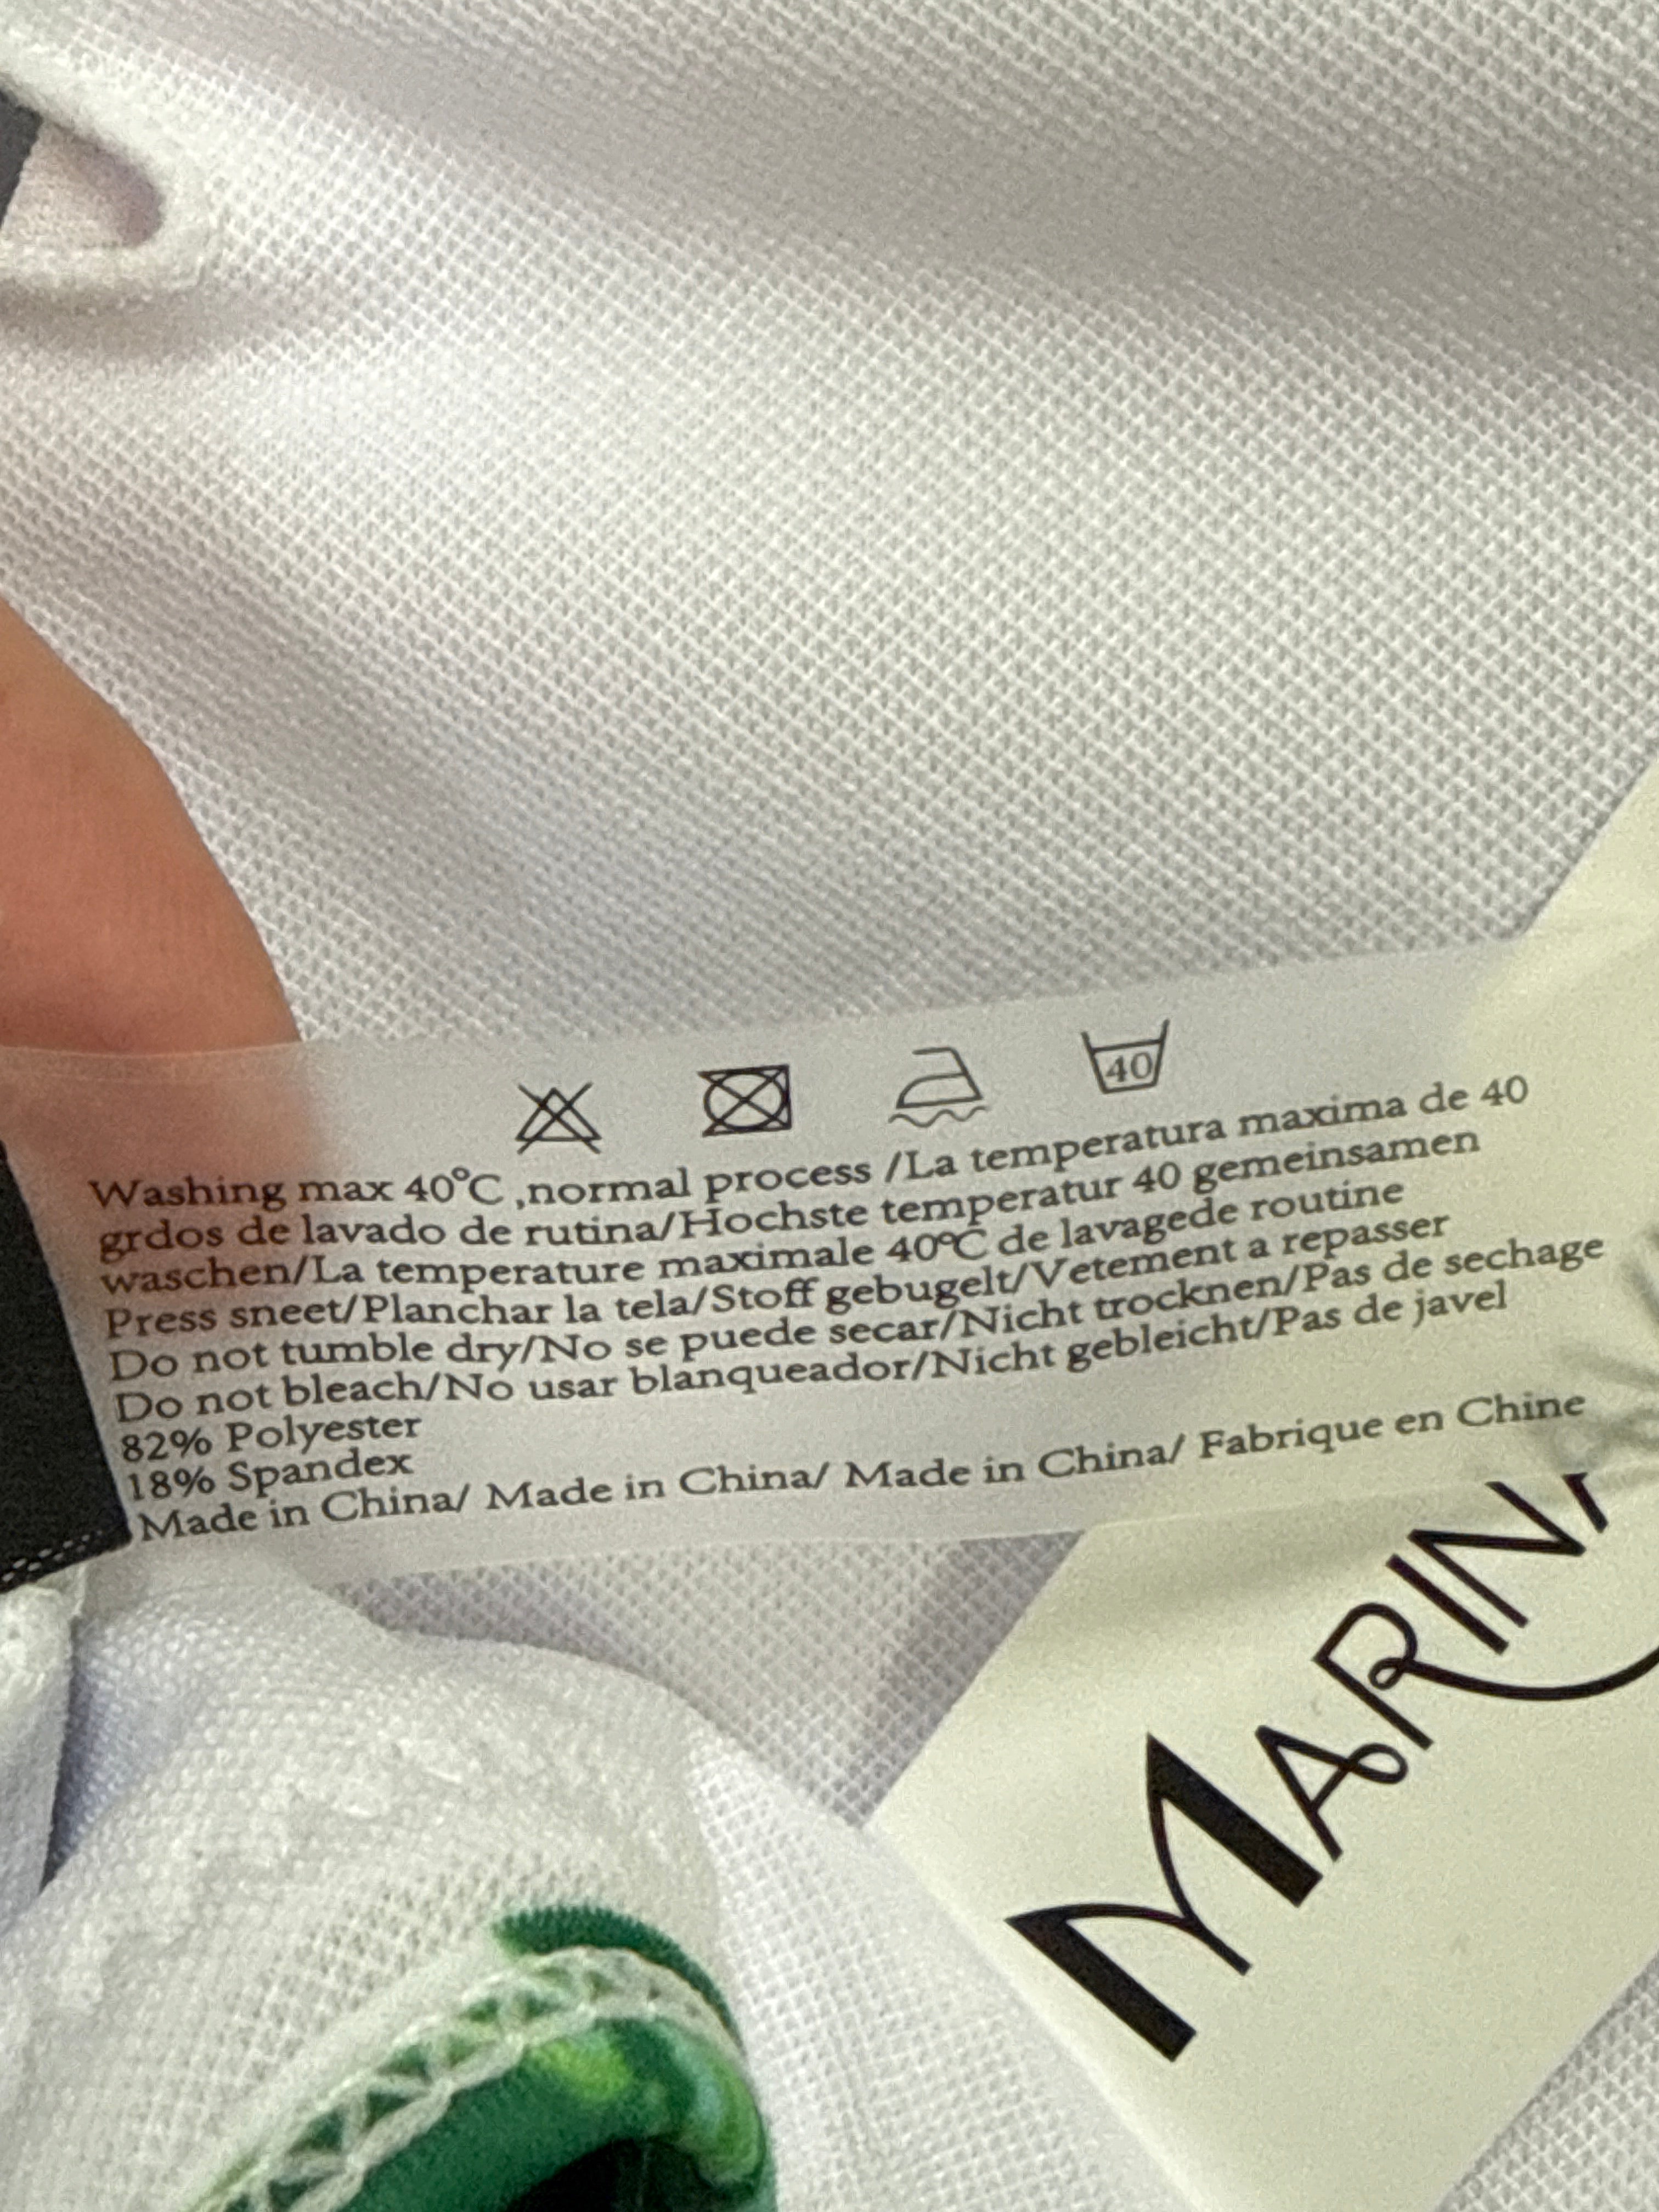 40
Washing max 40°C ,normal process /La temperatura maxima de 40
grdos de lavado de rutina/Hochste temperatur 40 gemeinsamen
waschen/La temperature maximale 40°C de lavagede routine
Press sneet/Planchar la tela/Stoff gebugelt/Vetement a repasser
Do not tumble dry/No se puede secar/Nicht trocknen/Pas de sechage
Do not bleach/No usar blanqueador/Nicht gebleicht/Pas de javel
82% Polyester
18% Spandex
Made in China/ Made in China/ Made in China/ Fabrique en Chine